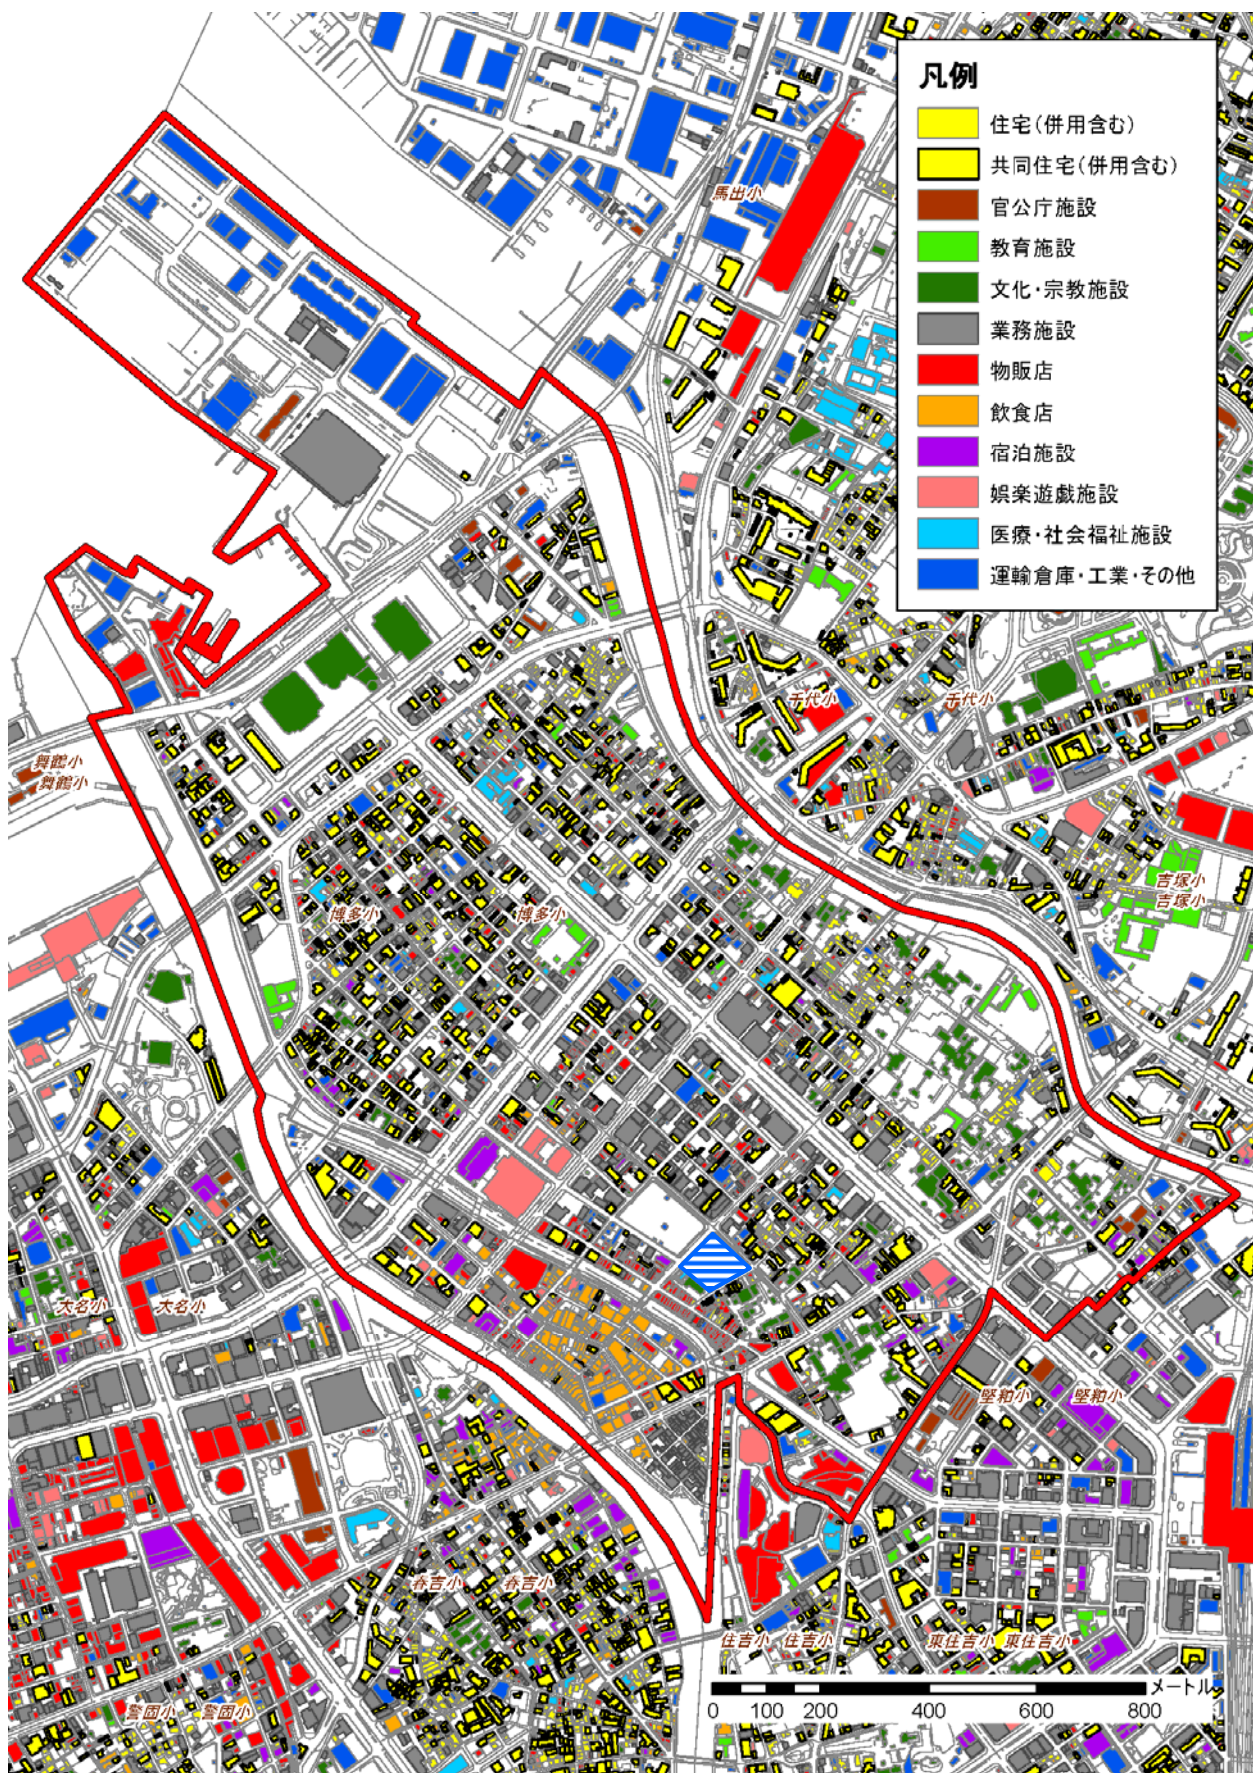 凡例
住宅(併用含む)
共同住宅(併用含む)
官公庁施設
教育施設
文化・宗教施設
業務施設
物販店
飲食店
宿泊施設
娯楽遊戯施設
医療・社会福祉施設
運輸倉庫・工業・その他
馬出小
千代小 千代小
舞鶴小
舞鶴小
吉塚小
吉塚小
博多小 博多小
大名小 大名小
堅粕小 堅粕小
春吉小 春吉小
住吉小 住吉小 東住吉小 東住吉小
警固小 警固小
メートル
0 100 200 400 600 800